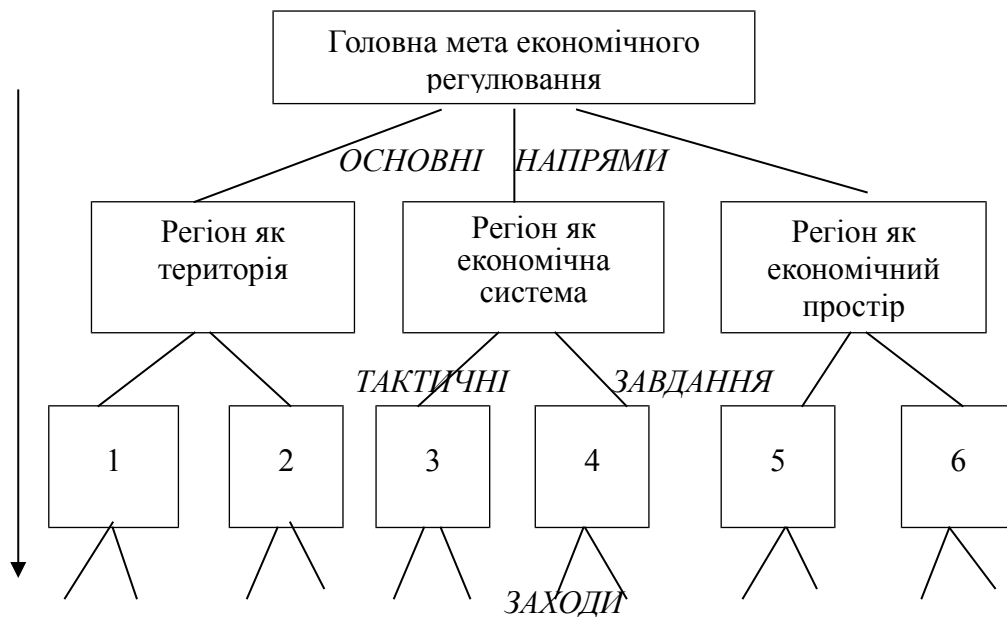 Головна мета економічного
регулювання
ОСНОВНІ НАПРЯМИ
Регіон як
територія
Регіон як
економічна
система
Регіон як
економічний
простір
ТАКТИЧНІ ЗАВДАННЯ
1
2
3
4
5
6
ЗАХОДИ